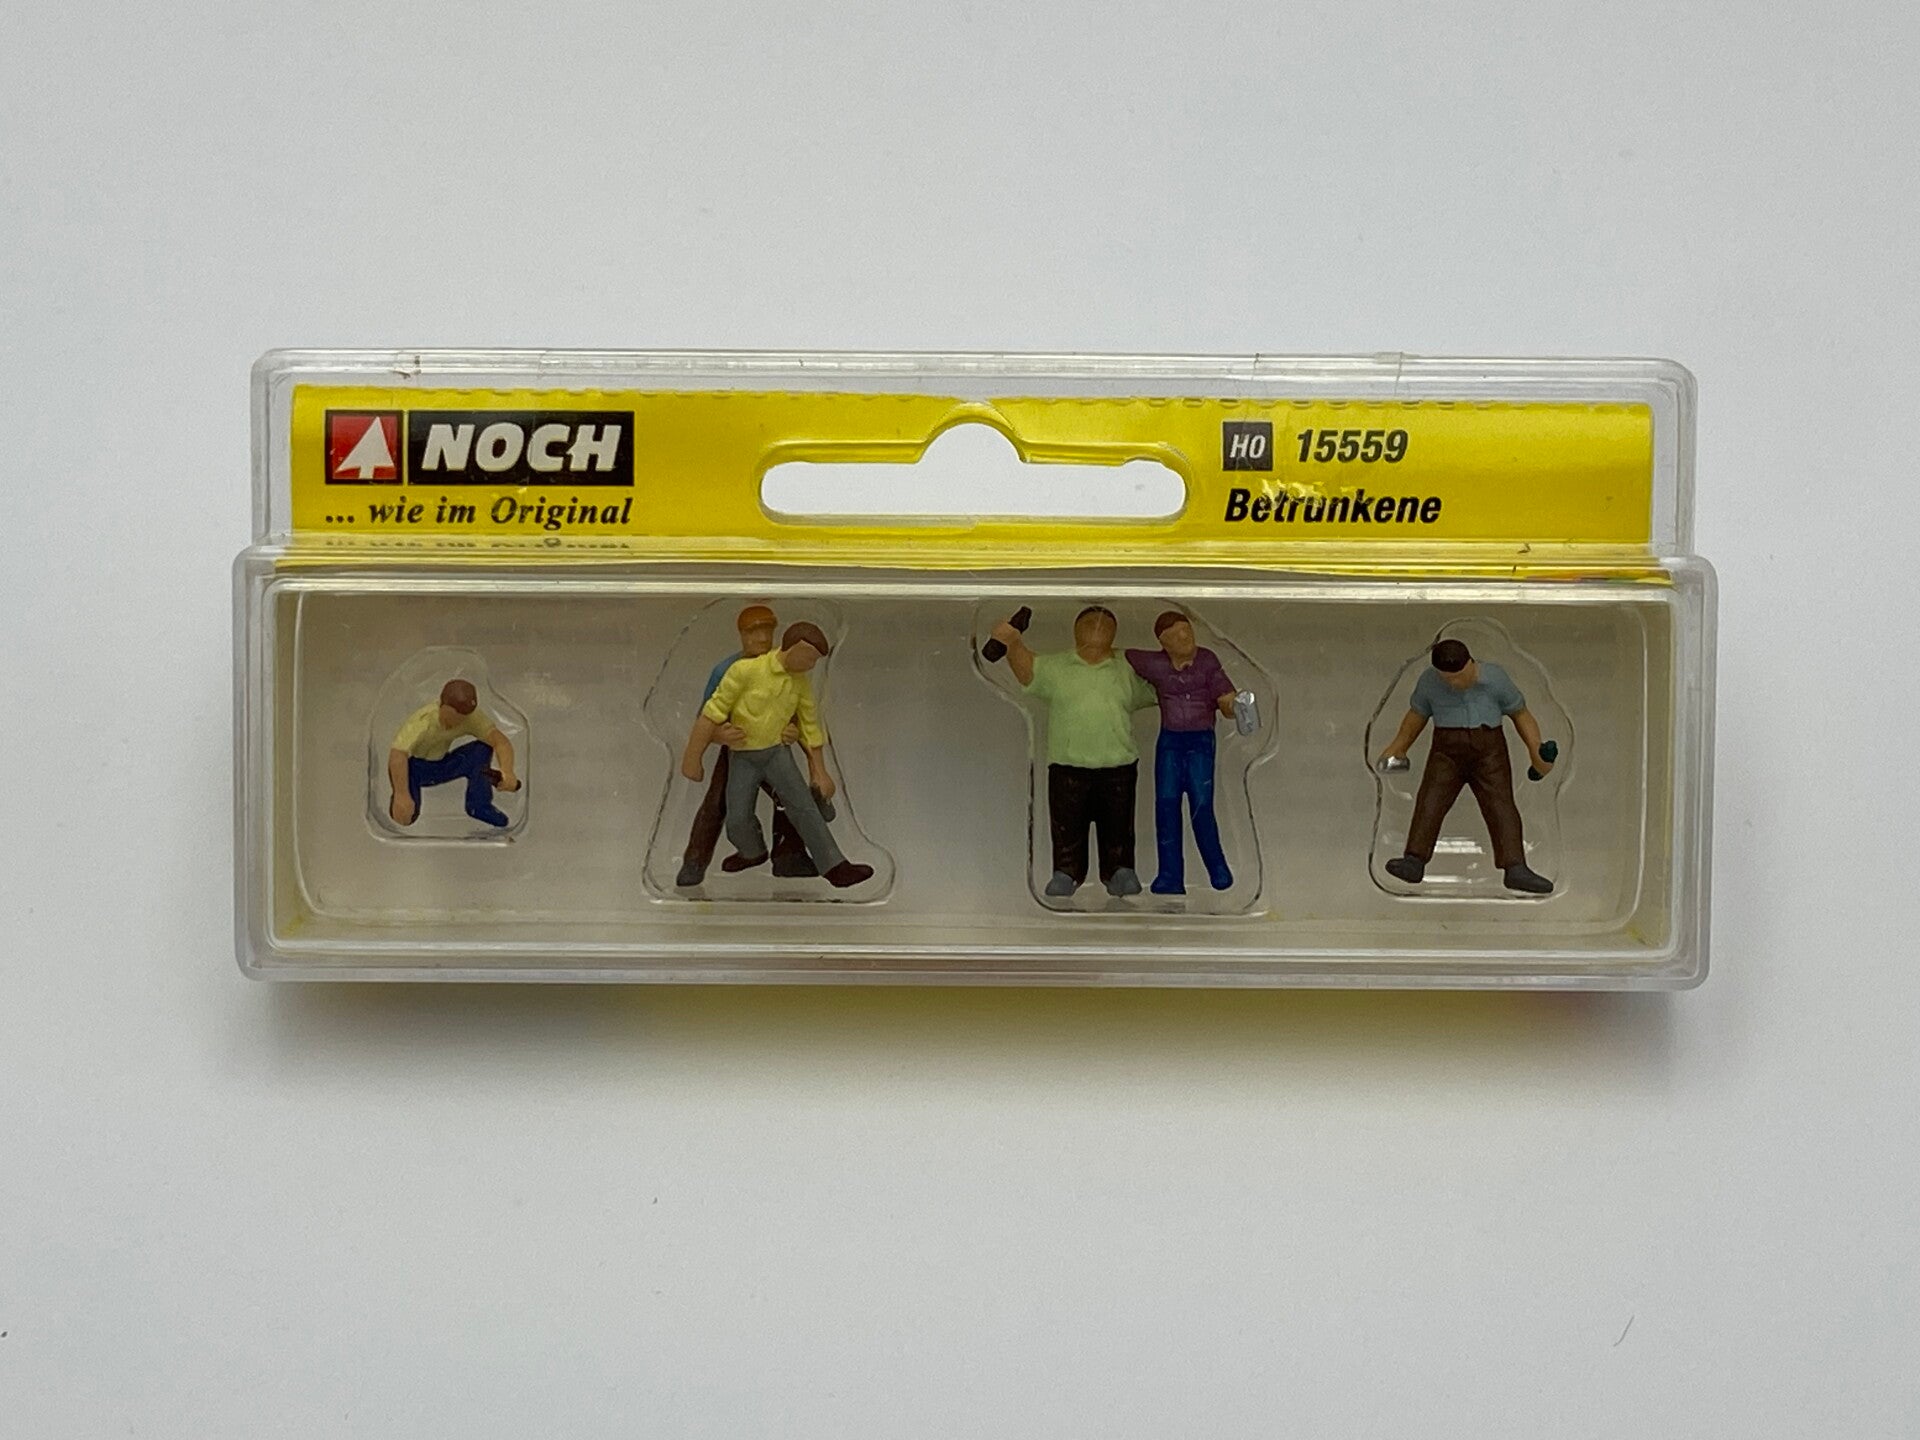 NOCH
... wie im Original
H0 15559
Betrunkene